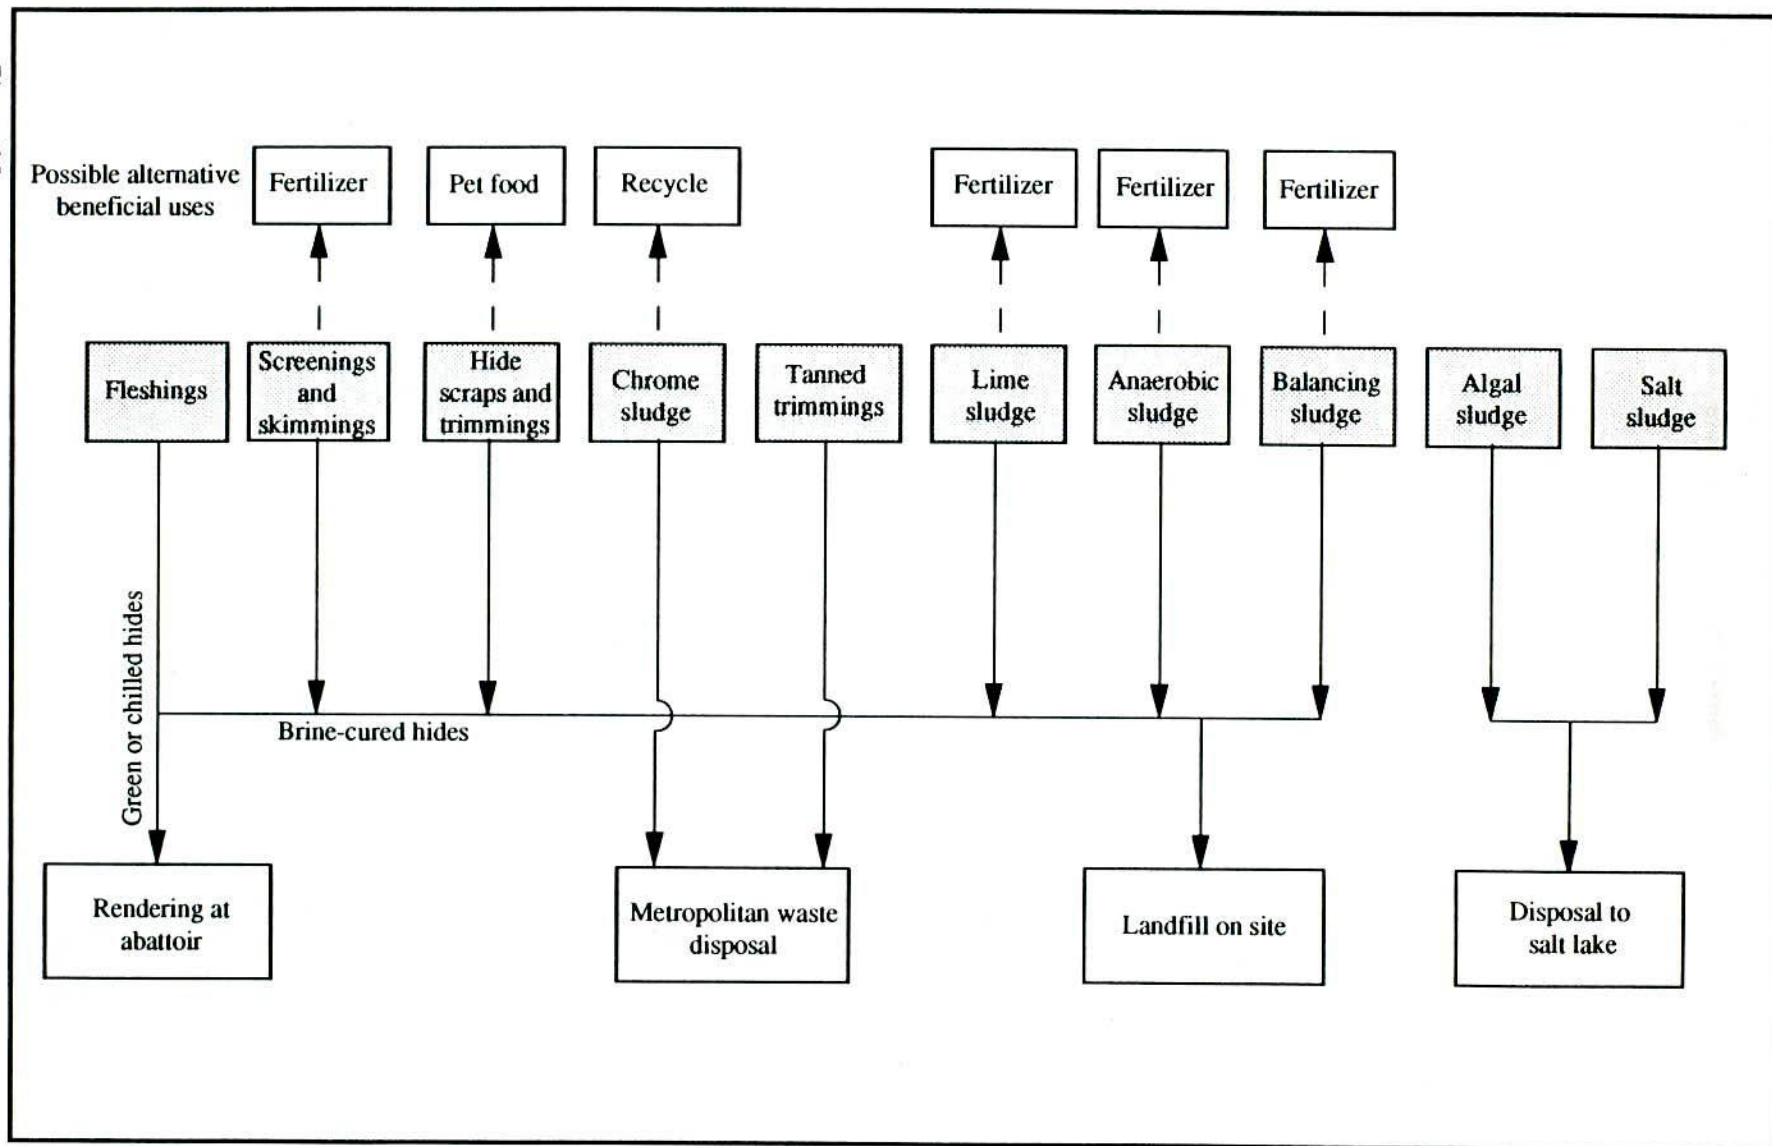 Possible alternative
beneficial uses
Fertilizer
Pet food
Recycle
Fertilizer
Fertilizer
Fertilizer
Fleshings
Screenings
and
skimmings
Hide
scraps and
trimmings
Chrome
sludge
Tanned
trimmings
Lime
sludge
Anaerobic
sludge
Balancing
sludge
Algal
sludge
Salt
sludge
Green or chilled hides
Brine-cured hides
Rendering at
abattoir
Metropolitan waste
disposal
Landfill on site
Disposal to
salt lake